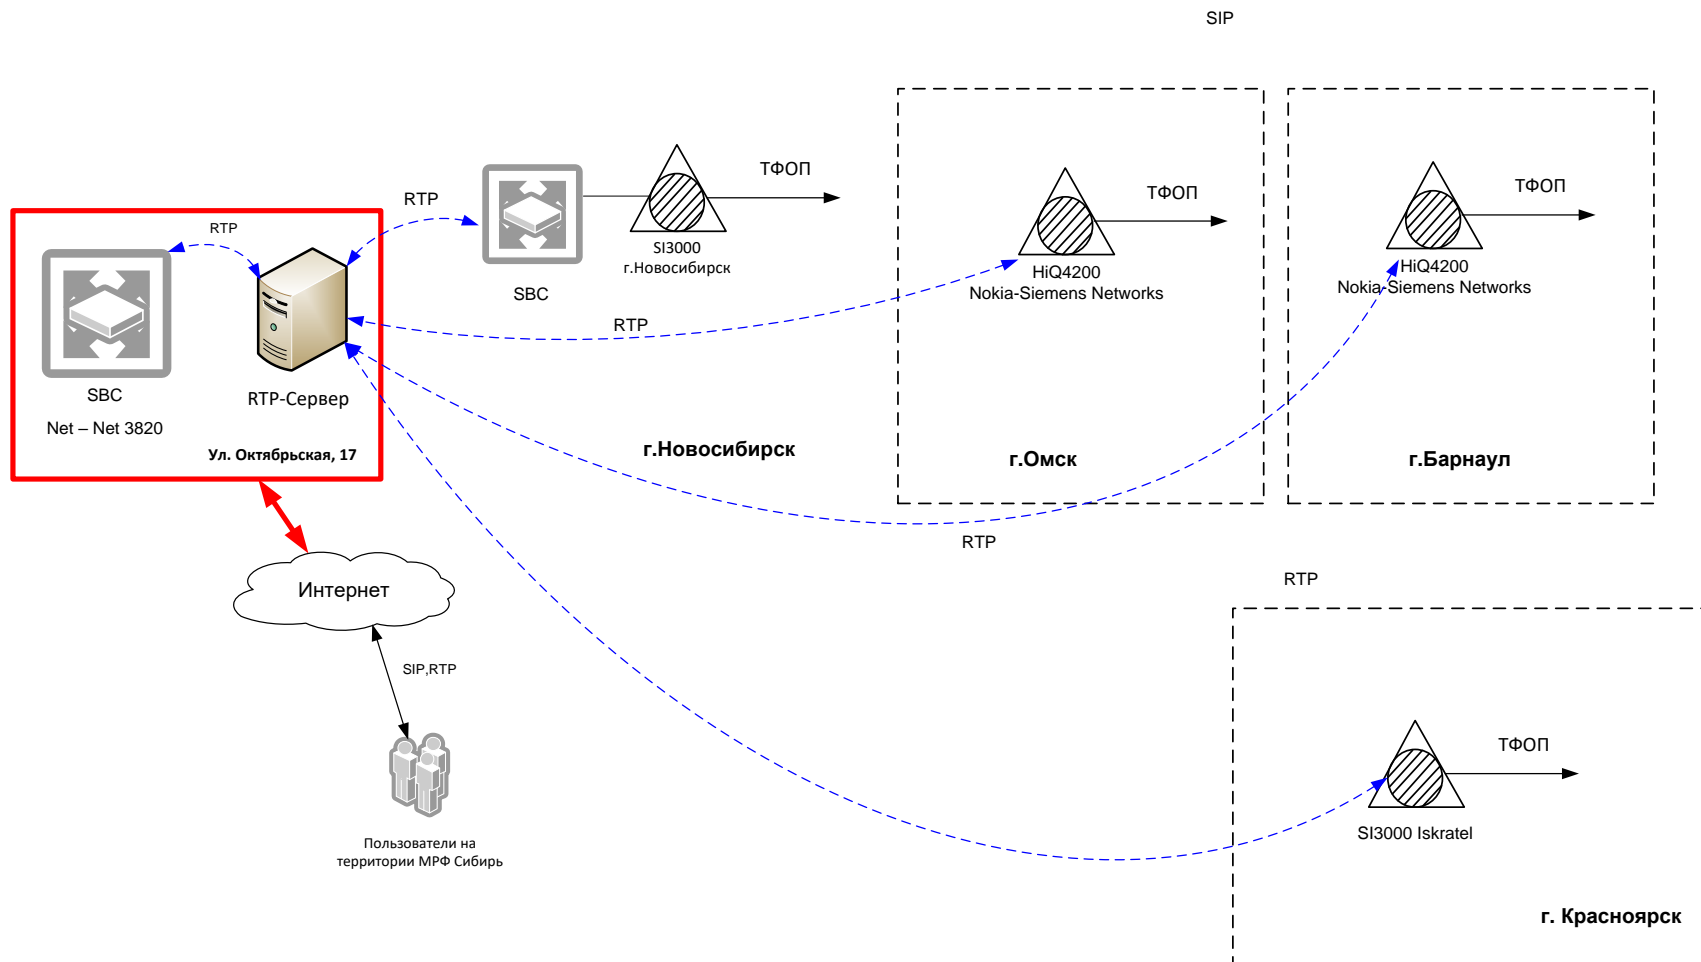 SIP
ТФОП
ТФОП
ТФОП
RTP
RTP
SI3000
г.Новосибирск
SBC
HiQ4200
Nokia-Siemens Networks
HiQ4200
Nokia-Siemens Networks
RTP
SBC
Net – Net 3820
RTP-Сервер
Ул. Октябрьская, 17
г.Новосибирск
г.Омск
г.Барнаул
RTP
RTP
Интернет
SIP,RTP
ТФОП
SI3000 Iskratel
Пользователи на
территории МРФ Сибирь
г. Красноярск